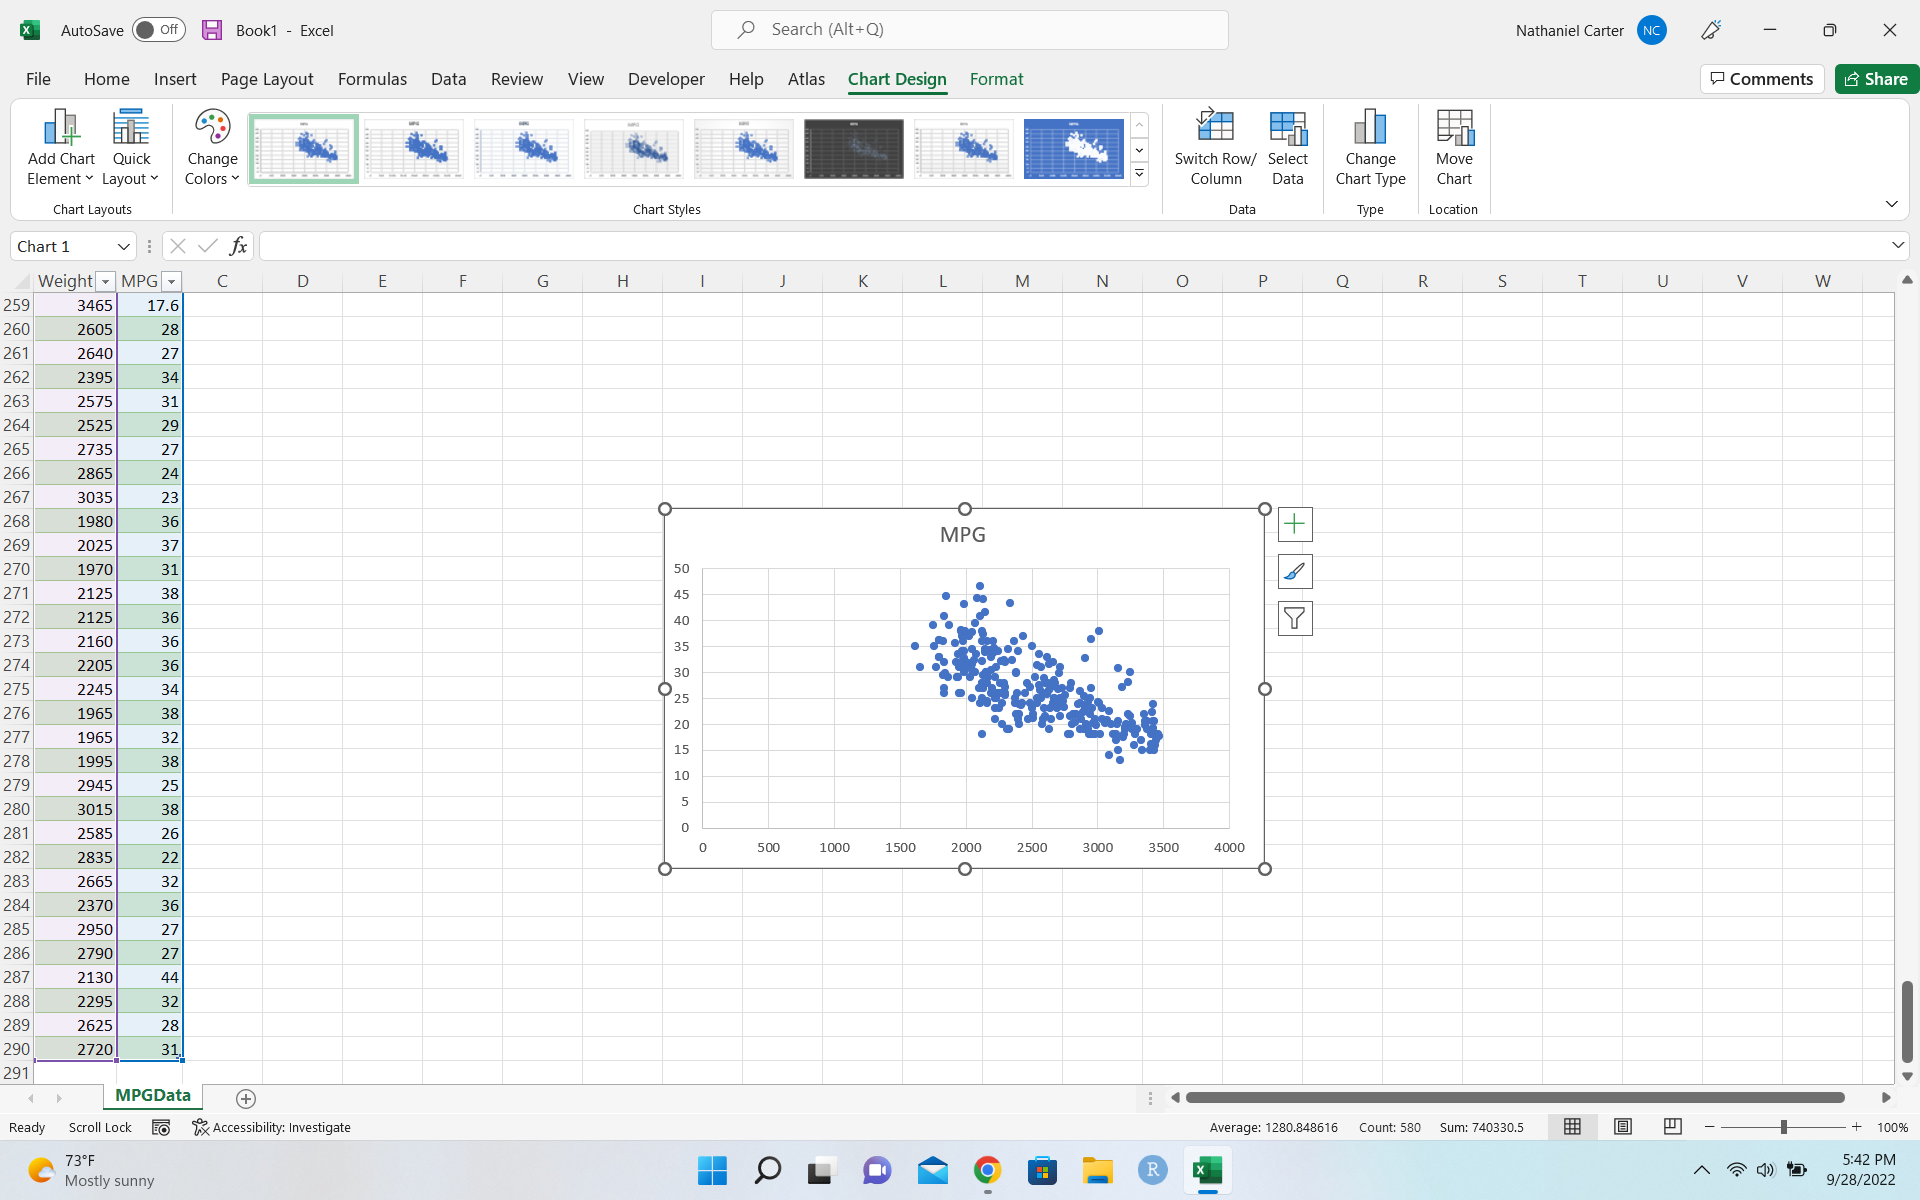 AutoSave Off Book1 - Excel Search (Alt+Q) Nathaniel Carter NC
File Home Insert Page Layout Formulas Data Review View Developer Help Atlas Chart Design Format Comments Share
Add Chart Element Quick Layout Change Colors Switch Row/ Column Select Data Change Chart Type Move Chart
Chart Layouts Chart Styles Data Type Location
Chart 1 fx
Weight MPG C D E F G H I J K L M N O P Q R S T U V W
259 3465 17.6
260 2605 28
261 2640 27
262 2395 34
263 2575 31
264 2525 29
265 2735 27
266 2865 24
267 3035 23
268 1980 36
269 2025 37
270 1970 31
271 2125 38
272 2125 36
273 2160 36
274 2205 36
275 2245 34
276 1965 38
277 1965 32
278 1995 38
279 2945 25
280 3015 38
281 2585 26
282 2835 22
283 2665 32
284 2370 36
285 2950 27
286 2790 27
287 2130 44
288 2295 32
289 2625 28
290 2720 31
291
MPG
50
45
40
35
30
25
20
15
10
5
0
0 500 1000 1500 2000 2500 3000 3500 4000
MPGData
Ready Scroll Lock Accessibility: Investigate Average: 1280.848616 Count: 580 Sum: 740330.5 100%
73°F
Mostly sunny
R
5:42 PM
9/28/2022